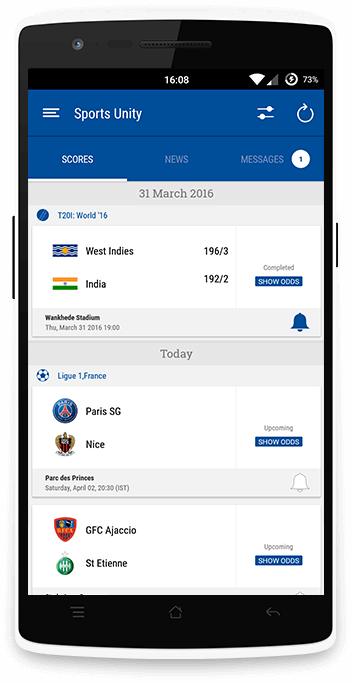 16:08
73%
Sports Unity
SCORES
NEWS
MESSAGES
1
31 March 2016
T20I: World '16
West Indies
196/3
India
192/2
Completed
SHOW ODDS
Wankhede Stadium
Thu, March 31 2016 19:00
Today
Ligue 1,France
Paris SG
Nice
Upcoming
SHOW ODDS
Parc des Princes
Saturday, April 02, 20:30 (IST)
GFC Ajaccio
St Etienne
Upcoming
SHOW ODDS